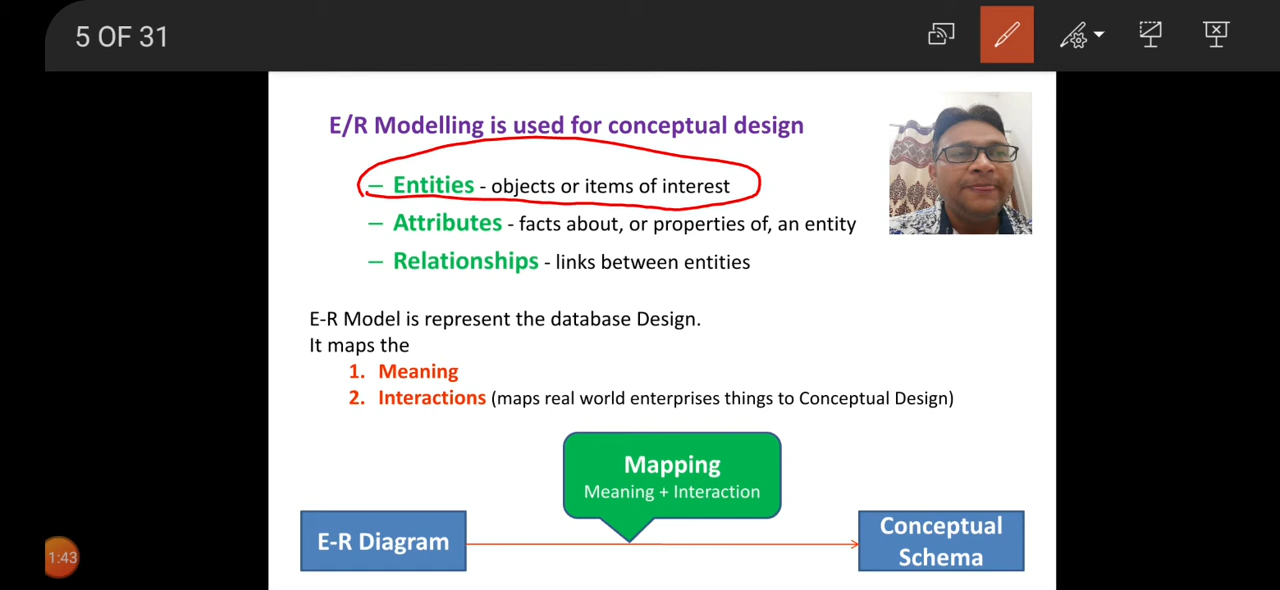 5 OF 31
E/R Modelling is used for conceptual design
– Entities - objects or items of interest
– Attributes - facts about, or properties of, an entity
– Relationships - links between entities
E-R Model is represent the database Design.
It maps the
1. Meaning
2. Interactions (maps real world enterprises things to Conceptual Design)
Mapping
Meaning + Interaction
E-R Diagram
Conceptual
Schema
1:43